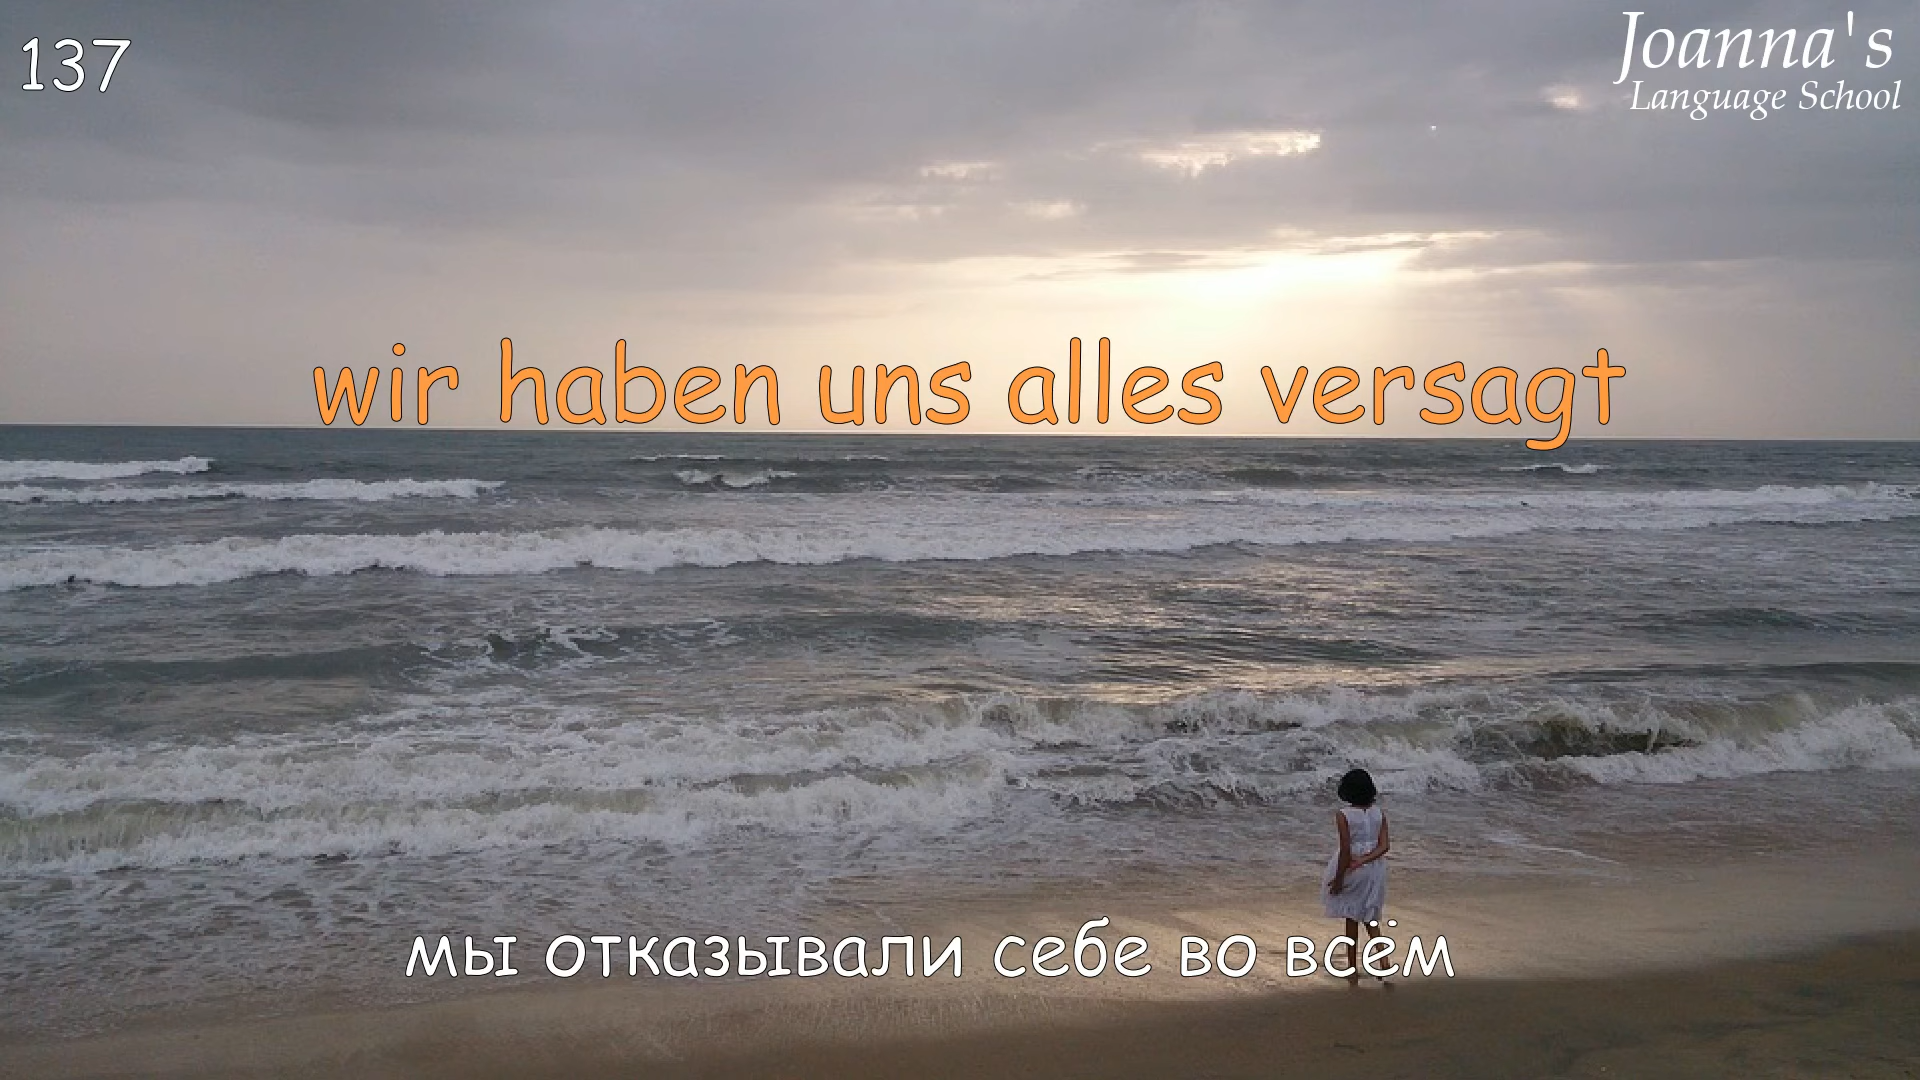 137
Joanna's
Language School
wir haben uns alles versagt
мы отказывали себе во всём